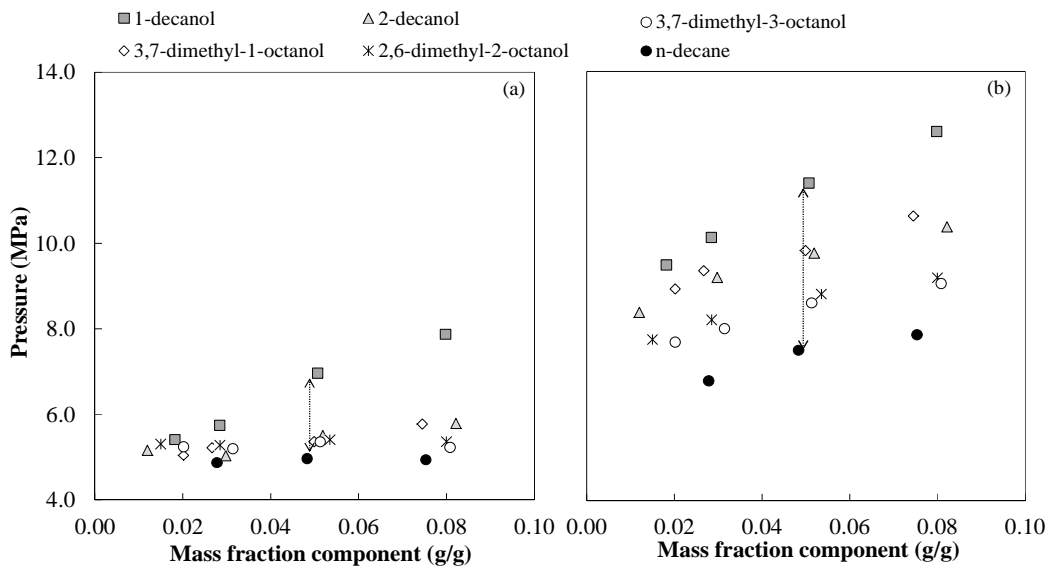 1-decanol 2-decanol 3,7-dimethyl-3-octanol
3,7-dimethyl-1-octanol 2,6-dimethyl-2-octanol n-decane
14.0
12.0
10.0
8.0
6.0
4.0
Pressure (MPa)
(a)
0.00 0.02 0.04 0.06 0.08 0.10
Mass fraction component (g/g)
(b)
0.00 0.02 0.04 0.06 0.08 0.10
Mass fraction component (g/g)